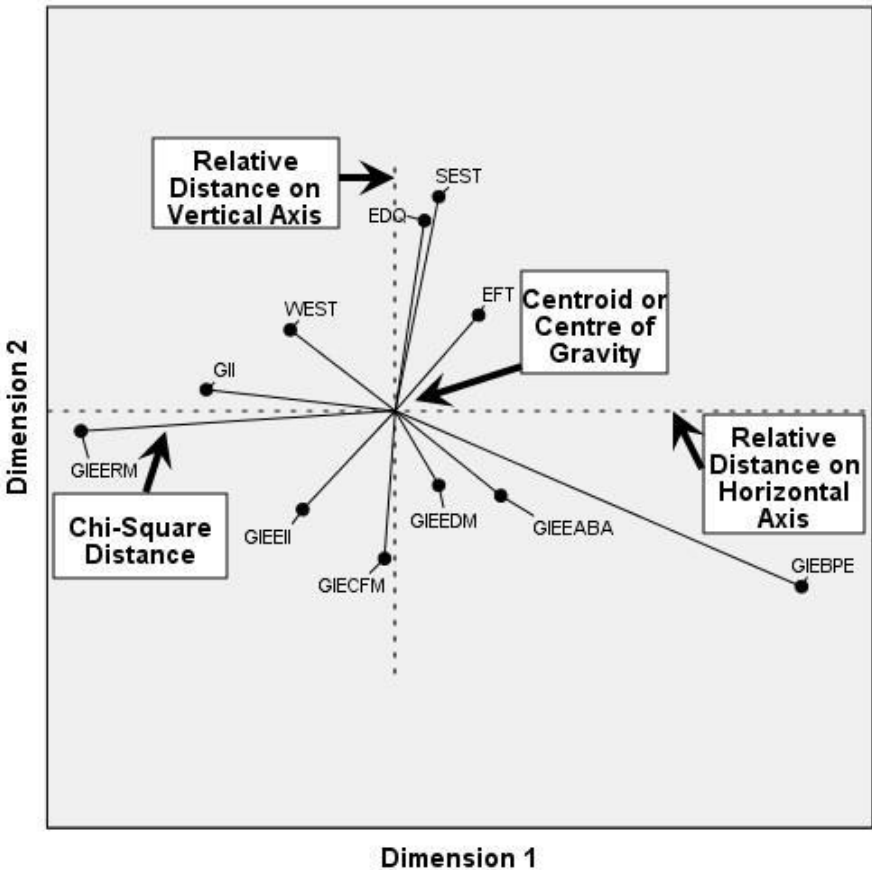 Relative
Distance on
Vertical Axis
SEST
EDQ
WEST
EFT
Centroid or
Centre of
Gravity
GII
Dimension 2
GIEERM
Relative
Distance on
Horizontal
Axis
Chi-Square
Distance
GIEEII
GIEEDM
GIEEABA
GIECFM
GIEBPE
Dimension 1